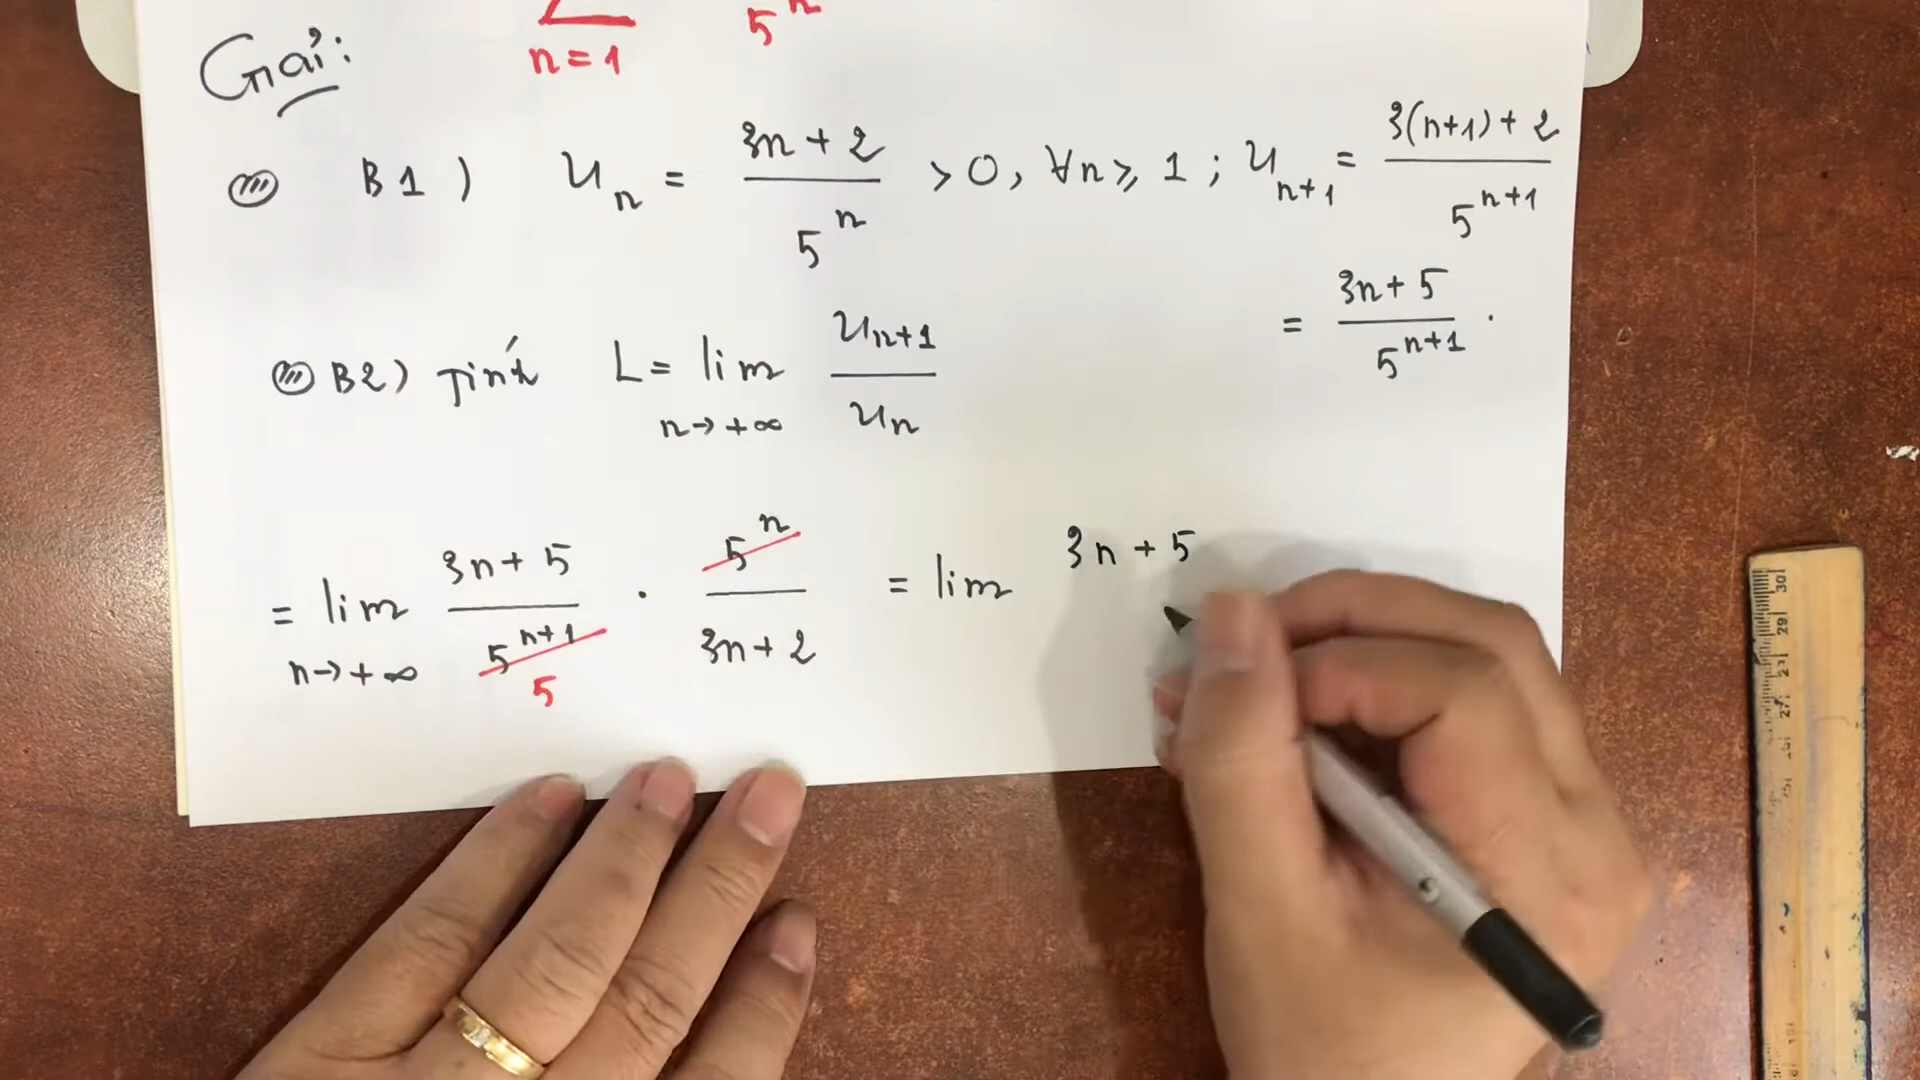 5^n
n = 1
Giải:
B1) u_n = (3n + 2)/5^n > 0, ∀n ⩾ 1 ; u_{n+1} = (3(n+1) + 2)/5^{n+1}
= (3n + 5)/5^{n+1} .
B2) Tính L = lim_{n→+∞} u_{n+1}/u_n
= lim_{n→+∞} (3n + 5)/5^{n+1} · 5^n/(3n + 2) = lim 3n + 5
5
30
29